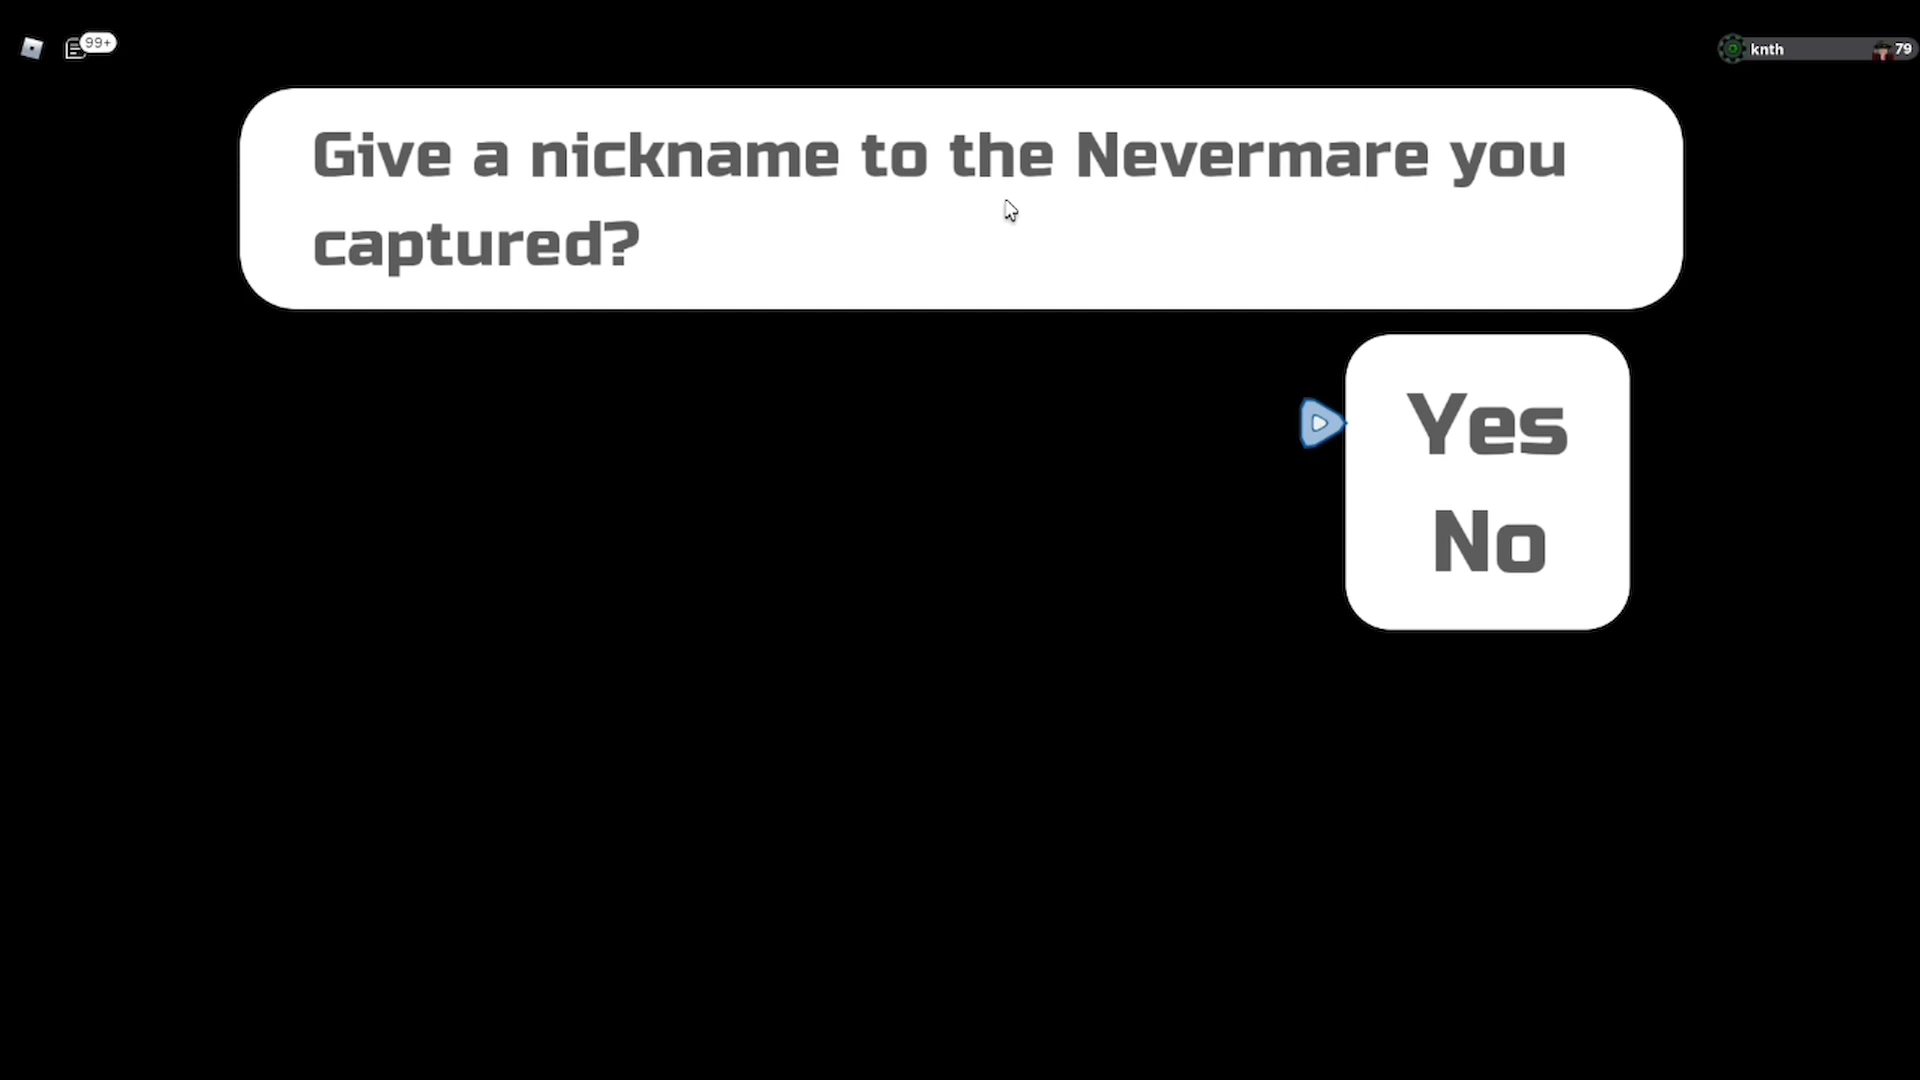 99+
knth 79
Give a nickname to the Nevermare you
captured?
Yes
No